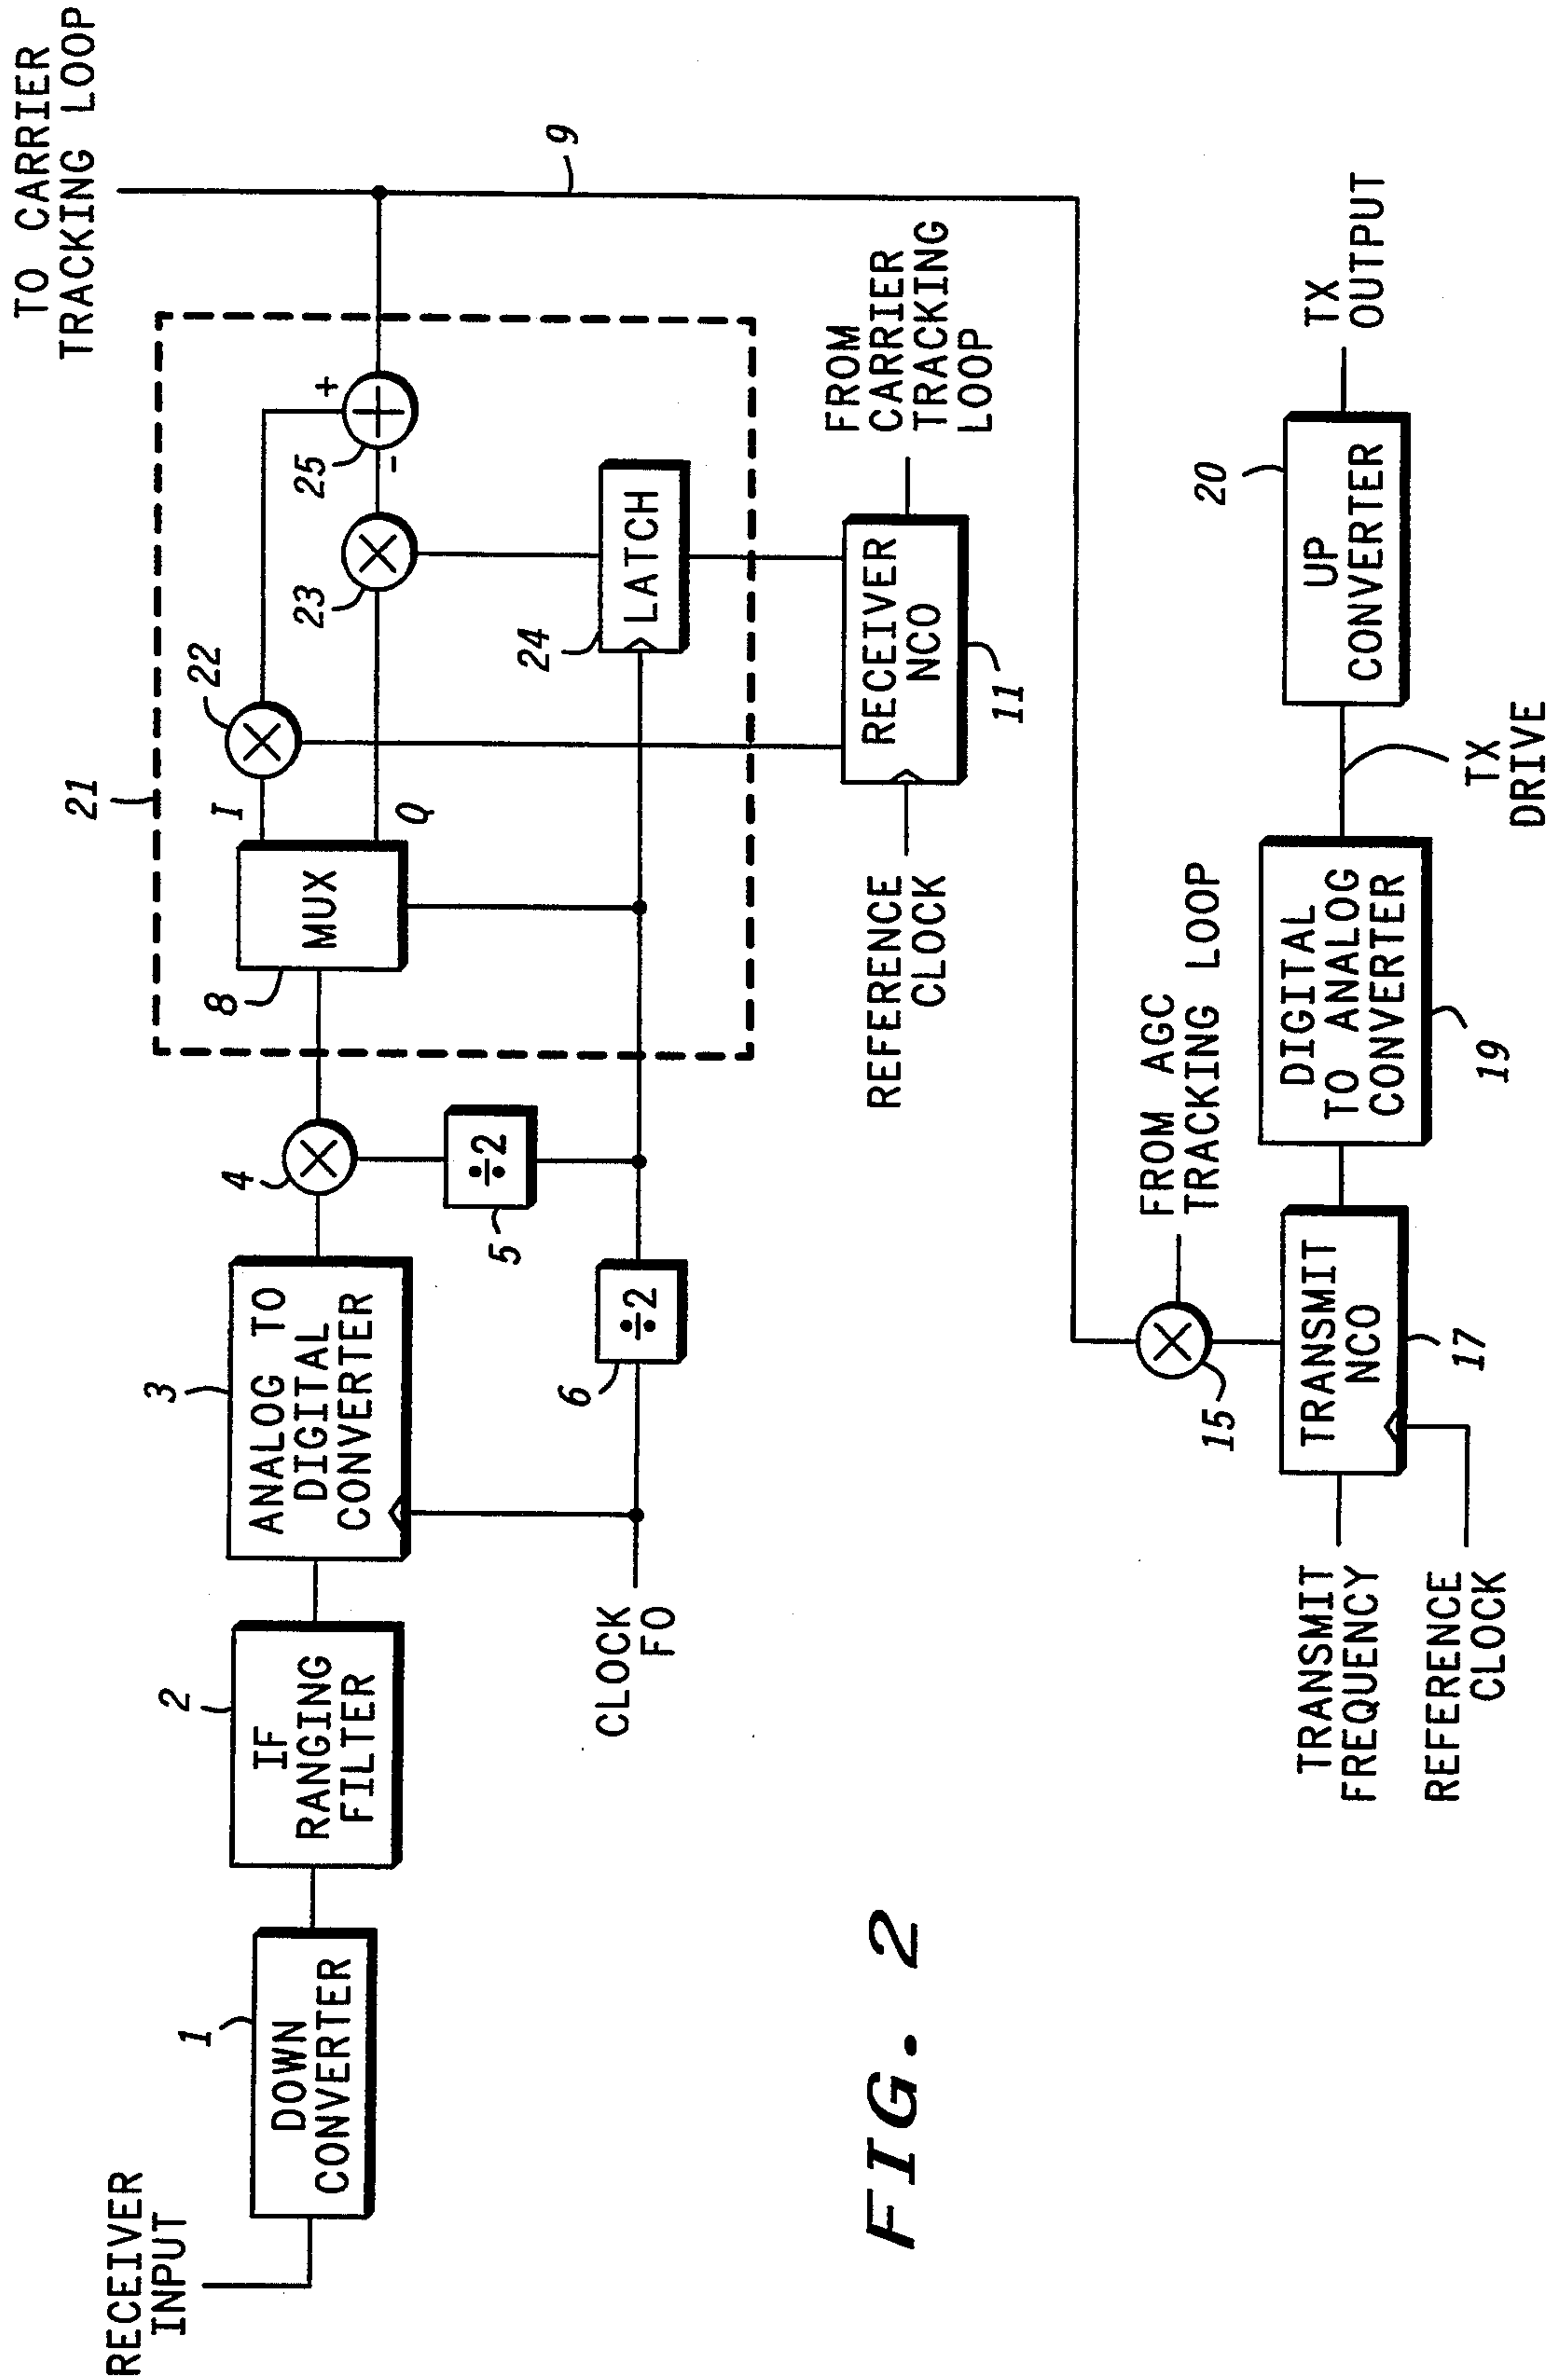 RECEIVER
INPUT
1
DOWN
CONVERTER
2
IF
RANGING
FILTER
3
ANALOG TO
DIGITAL
CONVERTER
4
÷2
5
÷2
6
CLOCK
FO
21
8
MUX
I
Q
22
23
25
+
-
24
LATCH
TO CARRIER
TRACKING LOOP
9
REFERENCE
CLOCK
RECEIVER
NCO
11
FROM
CARRIER
TRACKING
LOOP
FROM AGC
TRACKING LOOP
15
TRANSMIT
FREQUENCY
REFERENCE
CLOCK
TRANSMIT
NCO
17
DIGITAL
TO ANALOG
CONVERTER
19
TX
DRIVE
20
UP
CONVERTER
TX
OUTPUT
FIG. 2